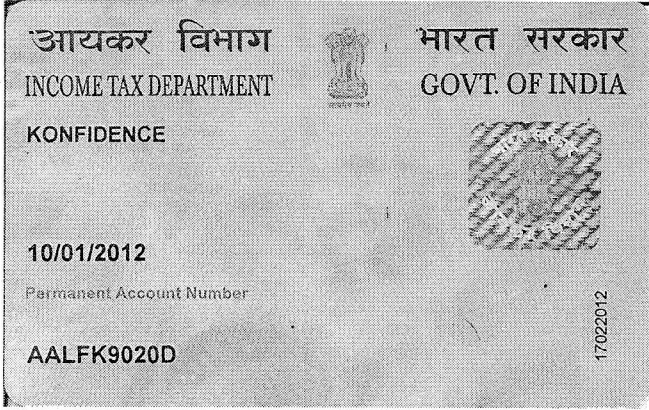 आयकर विभाग
भारत सरकार
INCOME TAX DEPARTMENT
GOVT. OF INDIA
KONFIDENCE
10/01/2012
Permanent Account Number
AALFK9020D
17022012